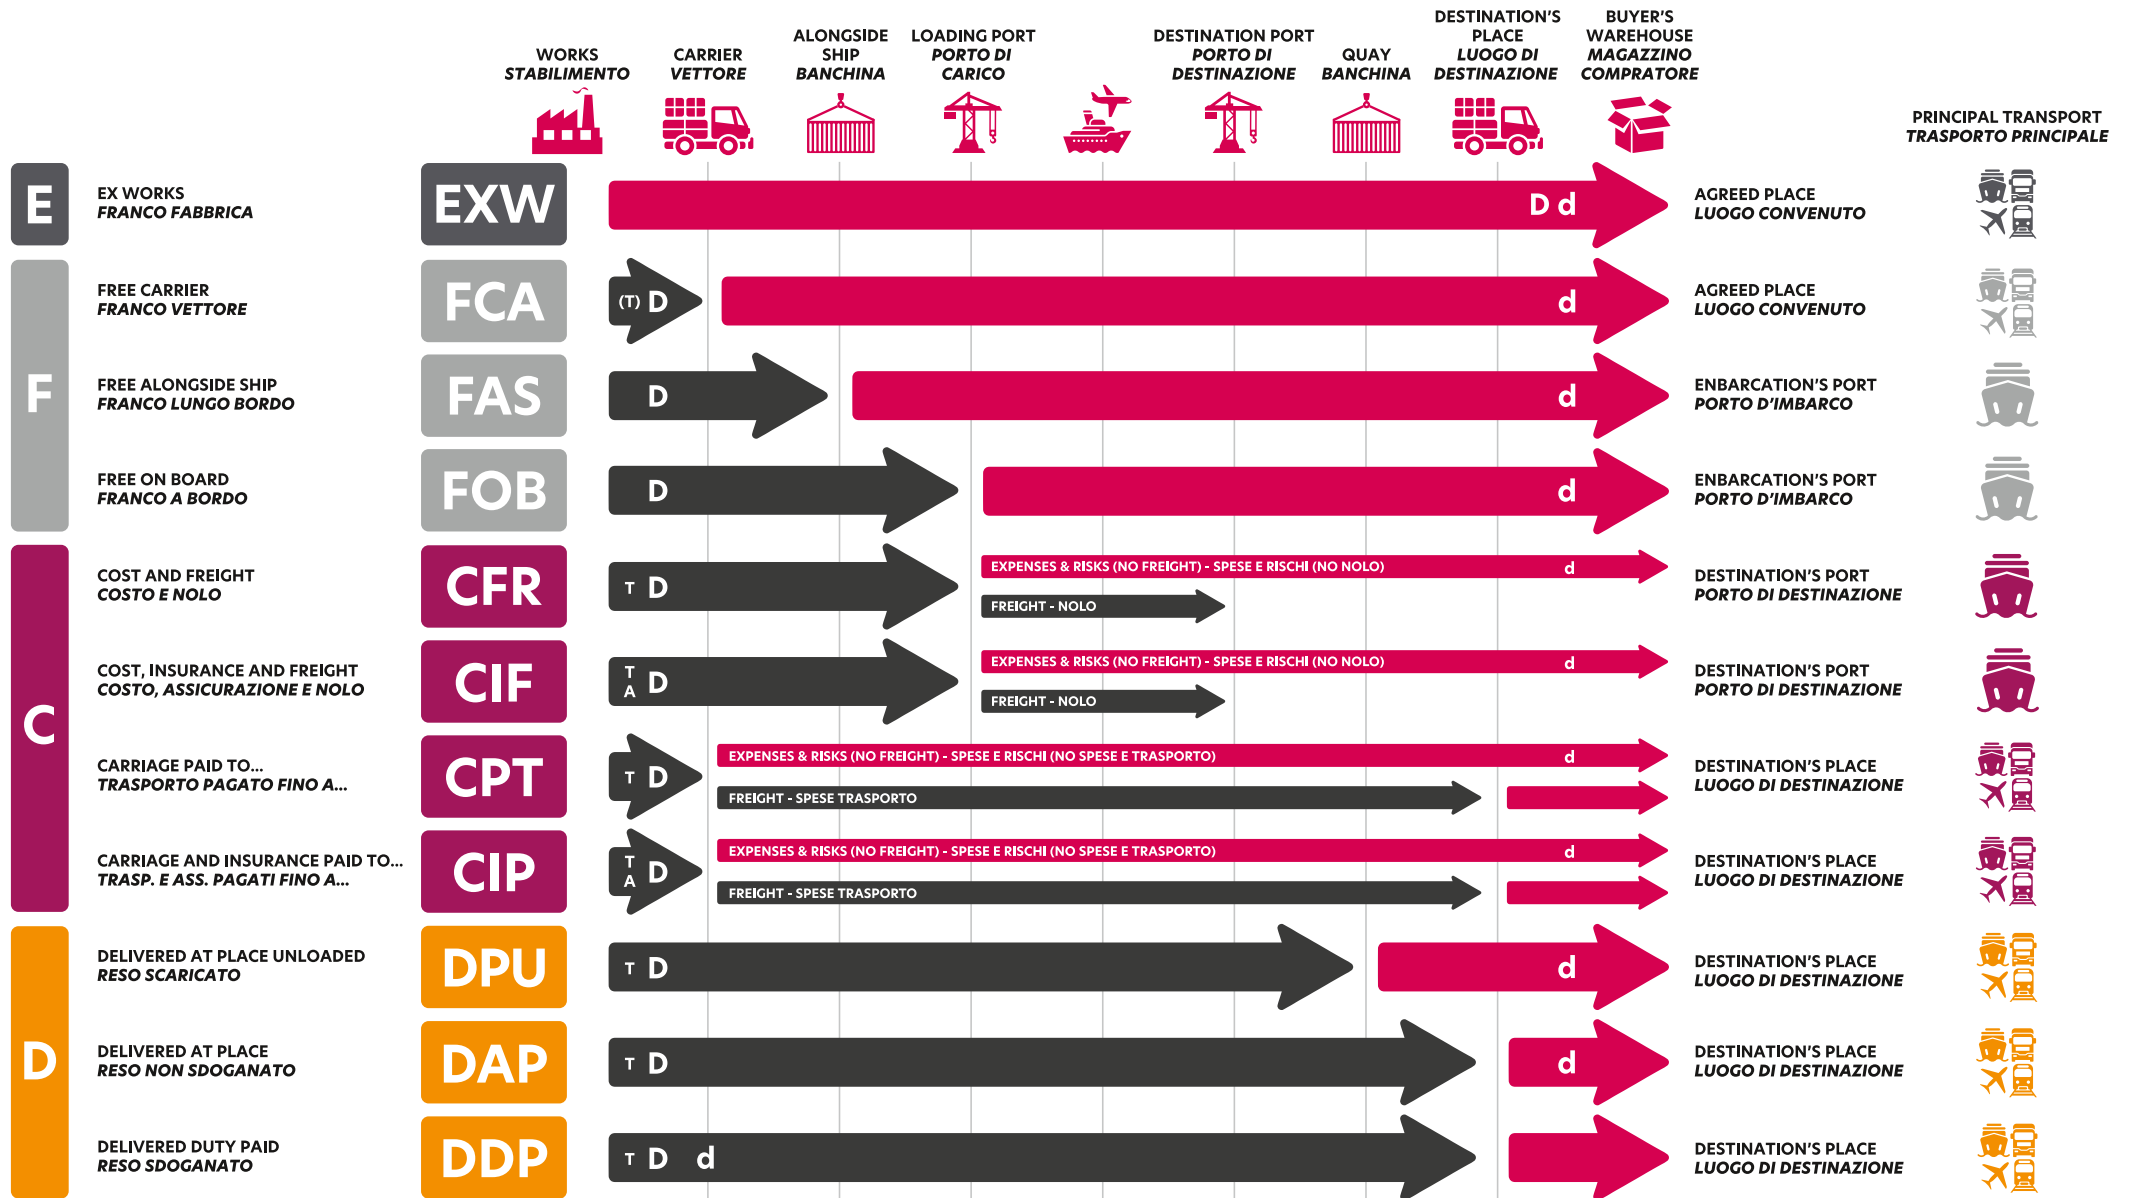 WORKS
STABILIMENTO
CARRIER
VETTORE
ALONGSIDE
SHIP
BANCHINA
LOADING PORT
PORTO DI
CARICO
DESTINATION PORT
PORTO DI
DESTINAZIONE
QUAY
BANCHINA
DESTINATION'S
PLACE
LUOGO DI
DESTINAZIONE
BUYER'S
WAREHOUSE
MAGAZZINO
COMPRATORE
PRINCIPAL TRANSPORT
TRASPORTO PRINCIPALE
E
EX WORKS
FRANCO FABBRICA
EXW
D d
AGREED PLACE
LUOGO CONVENUTO
F
FREE CARRIER
FRANCO VETTORE
FCA
(T) D
d
AGREED PLACE
LUOGO CONVENUTO
FREE ALONGSIDE SHIP
FRANCO LUNGO BORDO
FAS
D
d
ENBARCATION'S PORT
PORTO D'IMBARCO
FREE ON BOARD
FRANCO A BORDO
FOB
D
d
ENBARCATION'S PORT
PORTO D'IMBARCO
C
COST AND FREIGHT
COSTO E NOLO
CFR
T D
EXPENSES & RISKS (NO FREIGHT) - SPESE E RISCHI (NO NOLO) d
FREIGHT - NOLO
DESTINATION'S PORT
PORTO DI DESTINAZIONE
COST, INSURANCE AND FREIGHT
COSTO, ASSICURAZIONE E NOLO
CIF
T
A D
EXPENSES & RISKS (NO FREIGHT) - SPESE E RISCHI (NO NOLO) d
FREIGHT - NOLO
DESTINATION'S PORT
PORTO DI DESTINAZIONE
CARRIAGE PAID TO...
TRASPORTO PAGATO FINO A...
CPT
T D
EXPENSES & RISKS (NO FREIGHT) - SPESE E RISCHI (NO SPESE E TRASPORTO) d
FREIGHT - SPESE TRASPORTO
DESTINATION'S PLACE
LUOGO DI DESTINAZIONE
CARRIAGE AND INSURANCE PAID TO...
TRASP. E ASS. PAGATI FINO A...
CIP
T
A D
EXPENSES & RISKS (NO FREIGHT) - SPESE E RISCHI (NO SPESE E TRASPORTO) d
FREIGHT - SPESE TRASPORTO
DESTINATION'S PLACE
LUOGO DI DESTINAZIONE
D
DELIVERED AT PLACE UNLOADED
RESO SCARICATO
DPU
T D
d
DESTINATION'S PLACE
LUOGO DI DESTINAZIONE
DELIVERED AT PLACE
RESO NON SDOGANATO
DAP
T D
d
DESTINATION'S PLACE
LUOGO DI DESTINAZIONE
DELIVERED DUTY PAID
RESO SDOGANATO
DDP
T D d
DESTINATION'S PLACE
LUOGO DI DESTINAZIONE